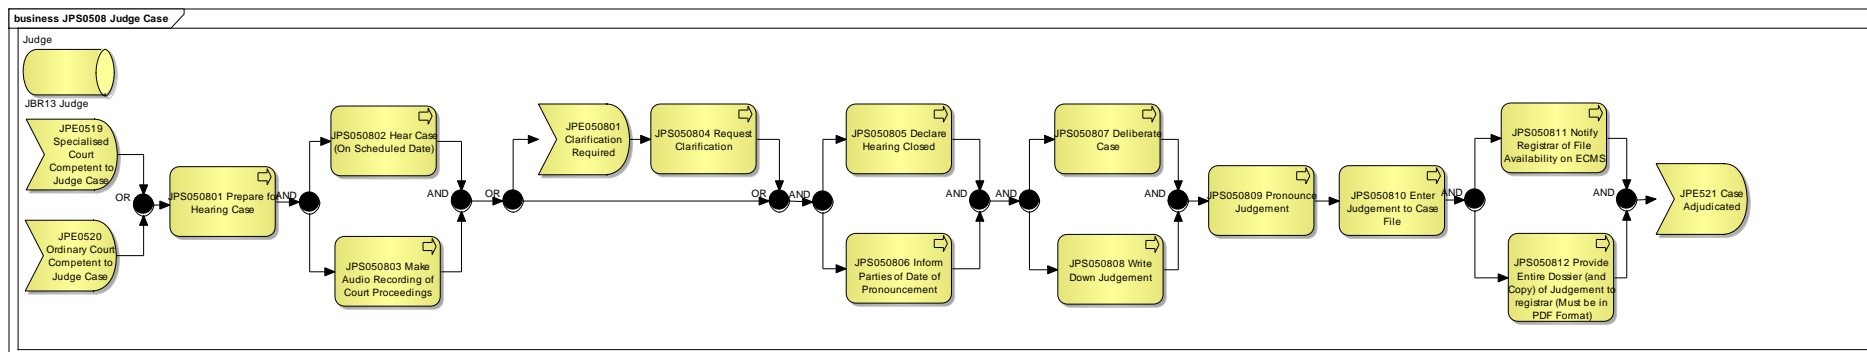 business JPS0508 Judge Case
Judge
JBR13 Judge
JPE0519
Specialised
Court
Competent to
Judge Case
JPE0520
Ordinary Court
Competent to
Judge Case
OR
JPS050801 Prepare for
Hearing Case
AND
JPS050802 Hear Case
(On Scheduled Date)
JPS050803 Make
Audio Recording of
Court Proceedings
AND
OR
JPE050801
Clarification
Required
JPS050804 Request
Clarification
OR
AND
JPS050805 Declare
Hearing Closed
JPS050806 Inform
Parties of Date of
Pronouncement
AND
AND
JPS050807 Deliberate
Case
JPS050808 Write
Down Judgement
AND
JPS050809 Pronounce
Judgement
JPS050810 Enter
Judgement to Case
File
AND
JPS050811 Notify
Registrar of File
Availability on ECMS
JPS050812 Provide
Entire Dossier (and
Copy) of Judgement to
registrar (Must be in
PDF Format)
AND
JPE521 Case
Adjudicated